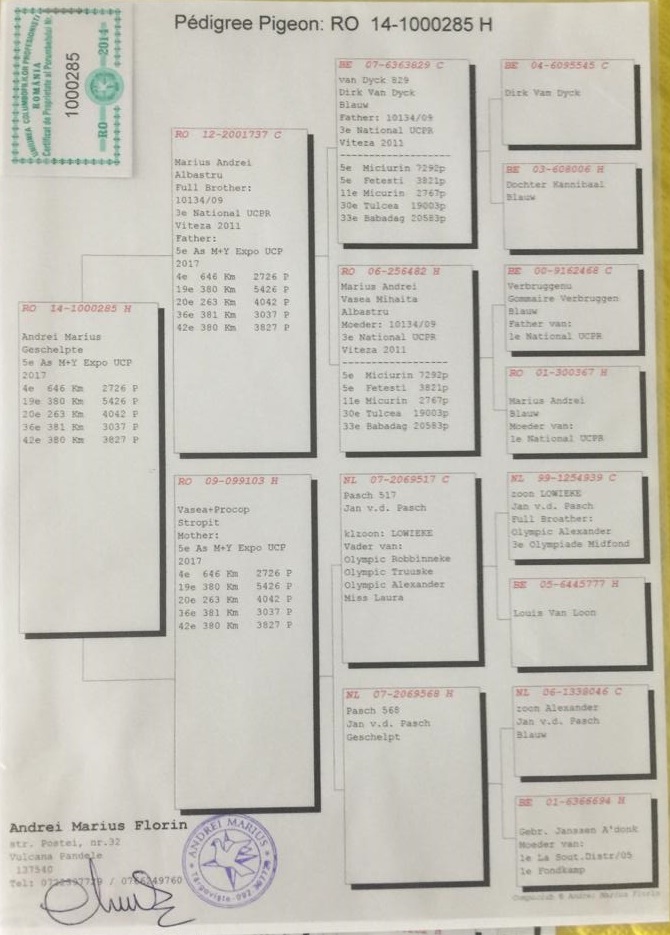 Pédigree Pigeon: RO 14-1000285 H
UNIUNEA COLUMBOFILILOR PROFESIONISTI
ROMÂNIA
Certificat de Proprietate al Porumbelului Nr.
1000285
RO 2014
RO 14-1000285 H
Andrei Marius
Geschelpte
5e As M+Y Expo UCP
2017
4e 646 Km 2726 P
19e 380 Km 5426 P
20e 263 Km 4042 P
36e 381 Km 3037 P
42e 380 Km 3827 P
RO 12-2001737 C
Marius Andrei
Albastru
Full Brother:
10134/09
3e National UCPR
Viteza 2011
Father:
5e As M+Y Expo UCP
2017
4e 646 Km 2726 P
19e 380 Km 5426 P
20e 263 Km 4042 P
36e 381 Km 3037 P
42e 380 Km 3827 P
RO 09-099103 H
Vasea+Procop
Stropit
Mother:
5e As M+Y Expo UCP
2017
4e 646 Km 2726 P
19e 380 Km 5426 P
20e 263 Km 4042 P
36e 381 Km 3037 P
42e 380 Km 3827 P
BE 07-6363829 C
van Dyck 829
Dirk Van Dyck
Blauw
Father: 10134/09
3e National UCPR
Viteza 2011
----------------
5e Miciurin 7292p
5e Fetesti 3821p
11e Micurin 2767p
30e Tulcea 19003p
33e Babadag 20583p
RO 06-256482 H
Marius Andrei
Vasea Mihaita
Albastru
Moeder: 10134/09
3e National UCPR
Viteza 2011
----------------
5e Miciurin 7292p
5e Fetesti 3821p
11e Micurin 2767p
30e Tulcea 19003p
33e Babadag 20583p
NL 07-2069517 C
Pasch 517
Jan v.d. Pasch
klzoon: LOWIEKE
Vader van:
Olympic Robbinneke
Olympic Truuske
Olympic Alexander
Miss Laura
NL 07-2069568 H
Pasch 568
Jan v.d. Pasch
Geschelpt
BE 04-6095545 C
Dirk Vam Dyck
BE 03-608006 H
Dochter Kannibaal
Blauw
BE 00-9162468 C
Verbruggenu
Gommaire Verbruggen
Blauw
Father van:
1e National UCPR
RO 01-300367 H
Marius Andrei
Blauw
Moeder van:
1e National UCPR
NL 99-1254939 C
zoon LOWIEKE
Jan v.d. Pasch
Full Broather:
Olympic Alexander
3e Olympiade Midfond
BE 05-6445777 H
Louis Van Loon
NL 06-1338046 C
zoon Alexander
Jan v.d. Pasch
Blauw
BE 01-6366694 H
Gebr. Janssen A'donk
Moeder van:
1e La Sout.Distr/05
1e Fondkamp
Andrei Marius Florin
str. Postei, nr.32
Vulcana Pandele
137540
Tel: 0722397729 / 0766249760
ANDREI MARIUS
Compuclub © Andrei Marius Florin